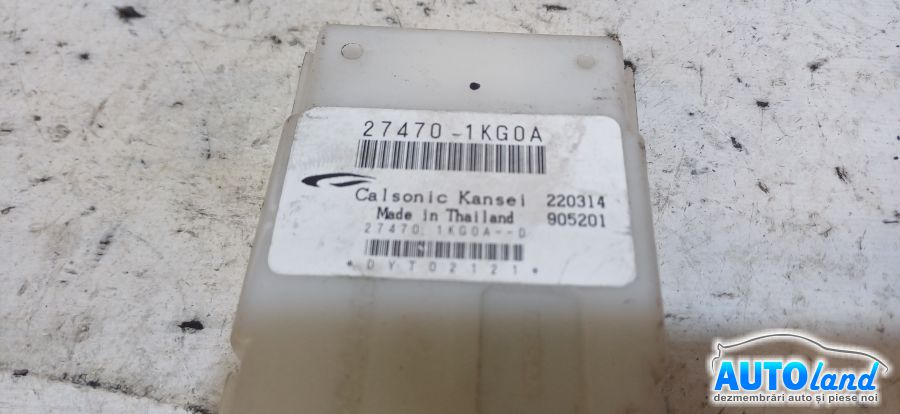 27470-1KG0A
Calsonic Kansei 220314
Made in Thailand 905201
27470 1KG0A--D
*DYT02121*
AUTOland
dezmembrări auto și piese noi